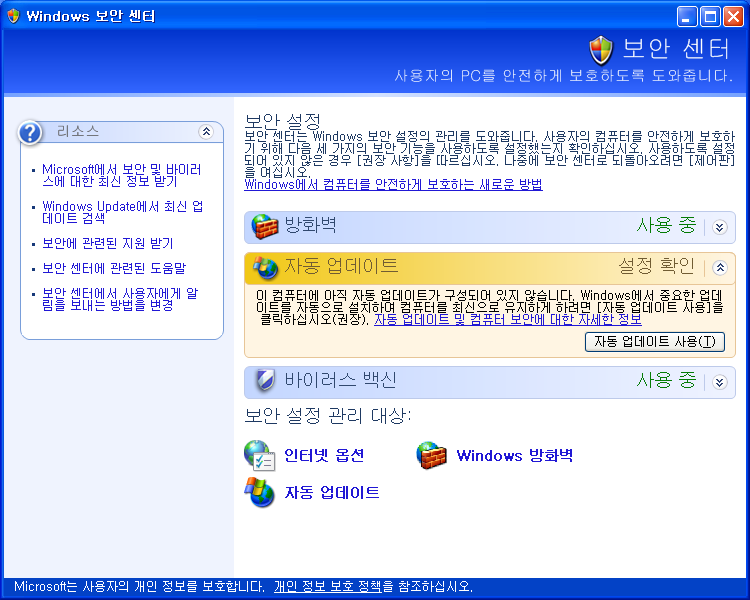 Windows 보안 센터
보안 센터
사용자의 PC를 안전하게 보호하도록 도와줍니다.
리소스
• Microsoft에서 보안 및 바이러
스에 대한 최신 정보 받기
• Windows Update에서 최신 업
데이트 검색
• 보안에 관련된 지원 받기
• 보안 센터에 관련된 도움말
• 보안 센터에서 사용자에게 알
림을 보내는 방법을 변경
보안 설정
보안 센터는 Windows 보안 설정의 관리를 도와줍니다. 사용자의 컴퓨터를 안전하게 보호하
기 위해 다음 세 가지의 보안 기능을 사용하도록 설정했는지 확인하십시오. 사용하도록 설정
되어 있지 않은 경우 [권장 사항]을 따르십시오. 나중에 보안 센터로 되돌아오려면 [제어판]
을 여십시오.
Windows에서 컴퓨터를 안전하게 보호하는 새로운 방법
방화벽 사용 중
자동 업데이트 설정 확인
이 컴퓨터에 아직 자동 업데이트가 구성되어 있지 않습니다. Windows에서 중요한 업데
이트를 자동으로 설치하여 컴퓨터를 최신으로 유지하게 하려면 [자동 업데이트 사용]을
클릭하십시오(권장). 자동 업데이트 및 컴퓨터 보안에 대한 자세한 정보
자동 업데이트 사용(T)
바이러스 백신 사용 중
보안 설정 관리 대상:
인터넷 옵션 Windows 방화벽
자동 업데이트
Microsoft는 사용자의 개인 정보를 보호합니다. 개인 정보 보호 정책을 참조하십시오.